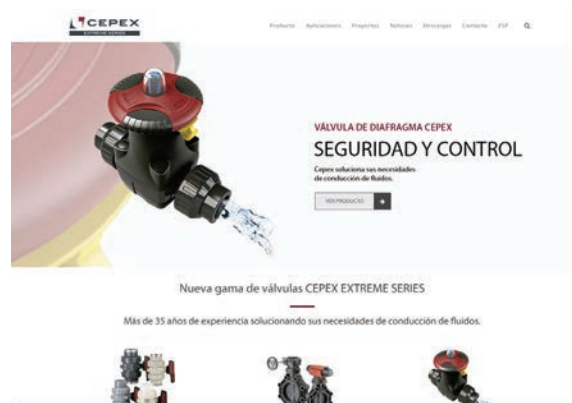 CEPEX
EXTREME SERIES
Producto Aplicaciones Proyectos Noticias Descargas Contacto ESP
VÁLVULA DE DIAFRAGMA CEPEX
SEGURIDAD Y CONTROL
Cepex soluciona sus necesidades
de conducción de fluidos.
VER PRODUCTO
Nueva gama de válvulas CEPEX EXTREME SERIES
Más de 35 años de experiencia solucionando sus necesidades de conducción de fluidos.